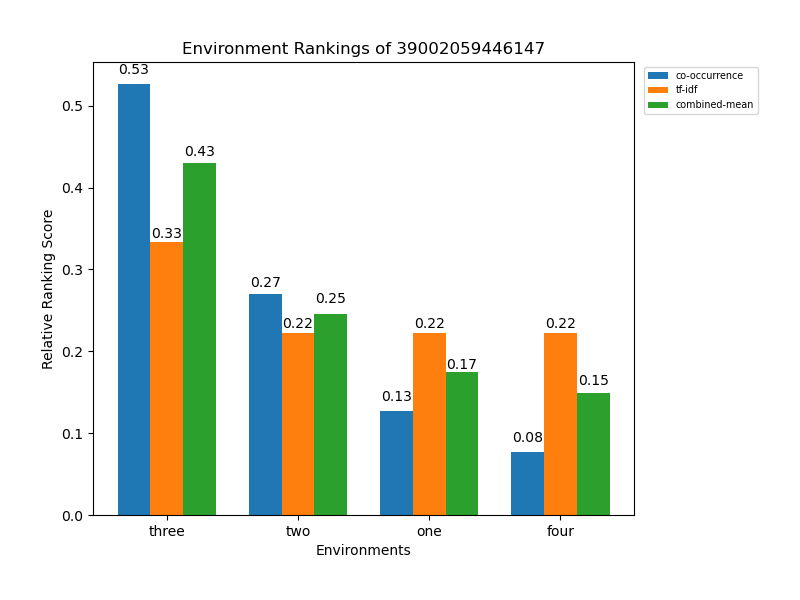 Environment Rankings of 39002059446147
co-occurrence
tf-idf
combined-mean
Relative Ranking Score
0.5
0.4
0.3
0.2
0.1
0.0
0.53
0.33
0.43
0.27
0.22
0.25
0.13
0.22
0.17
0.08
0.22
0.15
three two one four
Environments